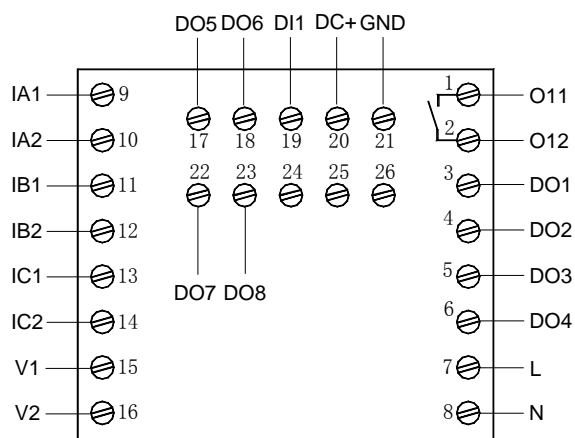 DO5 DO6 DI1 DC+ GND
IA1 9 1 O11
17 18 19 20 21
IA2 10 2 O12
22 23 24 25 26
IB1 11 3 DO1
IB2 12 4 DO2
IC1 13 5 DO3
DO7 DO8
IC2 14 6 DO4
V1 15 7 L
V2 16 8 N